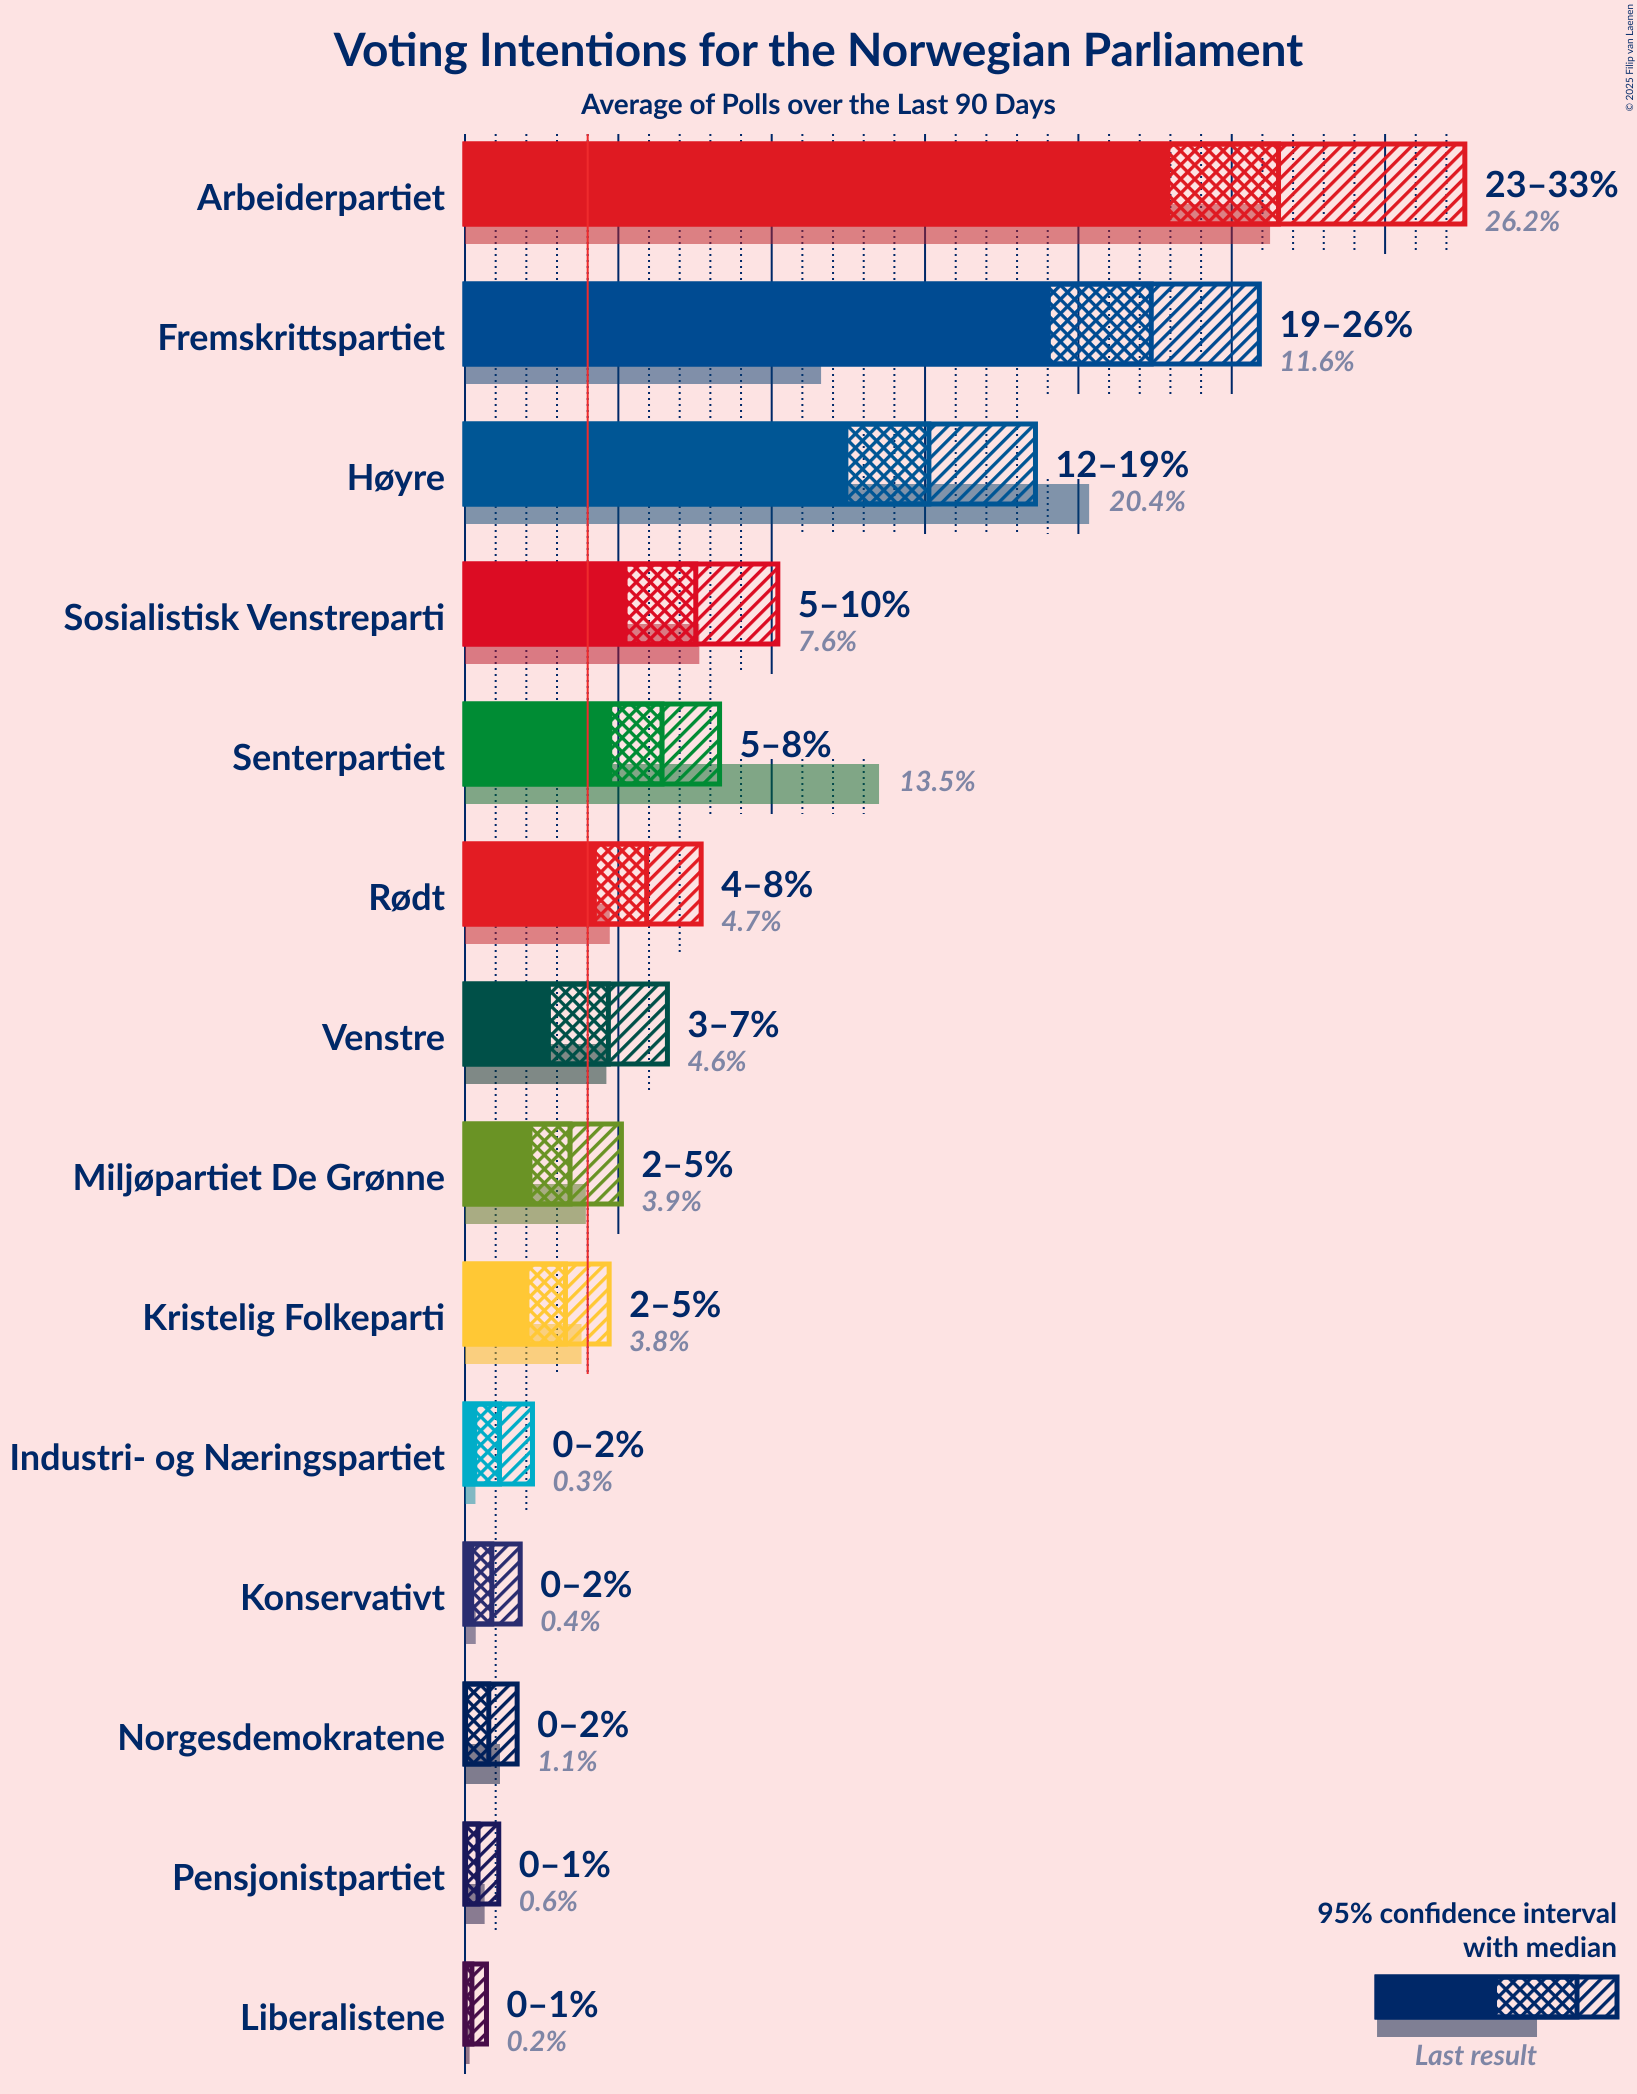 Voting Intentions for the Norwegian Parliament
Average of Polls over the Last 90 Days
© 2025 Filip van Laenen
Arbeiderpartiet
23–33%
26.2%
Fremskrittspartiet
19–26%
11.6%
Høyre
12–19%
20.4%
Sosialistisk Venstreparti
5–10%
7.6%
Senterpartiet
5–8%
13.5%
Rødt
4–8%
4.7%
Venstre
3–7%
4.6%
Miljøpartiet De Grønne
2–5%
3.9%
Kristelig Folkeparti
2–5%
3.8%
Industri- og Næringspartiet
0–2%
0.3%
Konservativt
0–2%
0.4%
Norgesdemokratene
0–2%
1.1%
Pensjonistpartiet
0–1%
0.6%
Liberalistene
0–1%
0.2%
95% confidence interval
with median
Last result